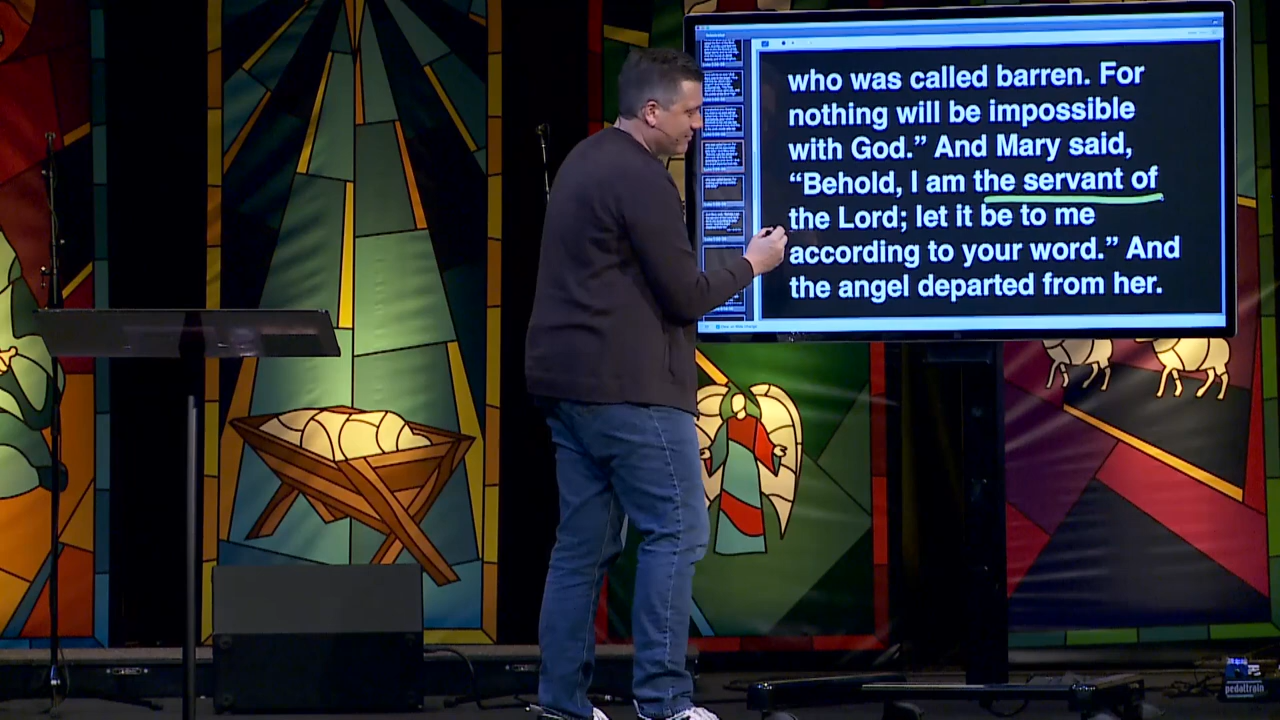 who was called barren. For
nothing will be impossible
with God.” And Mary said,
“Behold, I am the servant of
the Lord; let it be to me
according to your word.” And
the angel departed from her.
pedaltrain